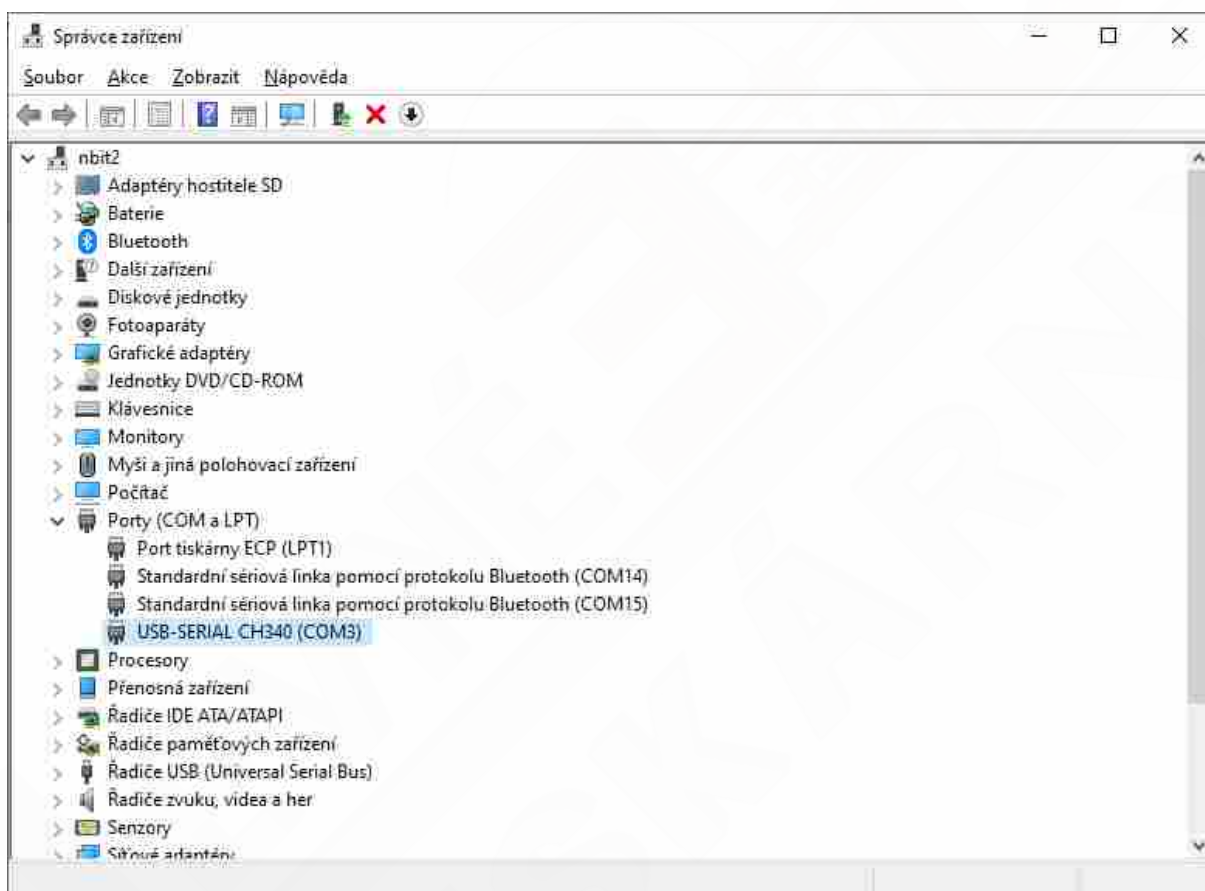 Správce zařízení
Soubor Akce Zobrazit Nápověda
nbit2
Adaptéry hostitele SD
Baterie
Bluetooth
Další zařízení
Diskové jednotky
Fotoaparáty
Grafické adaptéry
Jednotky DVD/CD-ROM
Klávesnice
Monitory
Myši a jiná polohovací zařízení
Počítač
Porty (COM a LPT)
Port tiskárny ECP (LPT1)
Standardní sériová linka pomocí protokolu Bluetooth (COM14)
Standardní sériová linka pomocí protokolu Bluetooth (COM15)
USB-SERIAL CH340 (COM3)
Procesory
Přenosná zařízení
Řadiče IDE ATA/ATAPI
Řadiče paměťových zařízení
Řadiče USB (Universal Serial Bus)
Řadiče zvuku, videa a her
Senzory
Síťové adaptéry